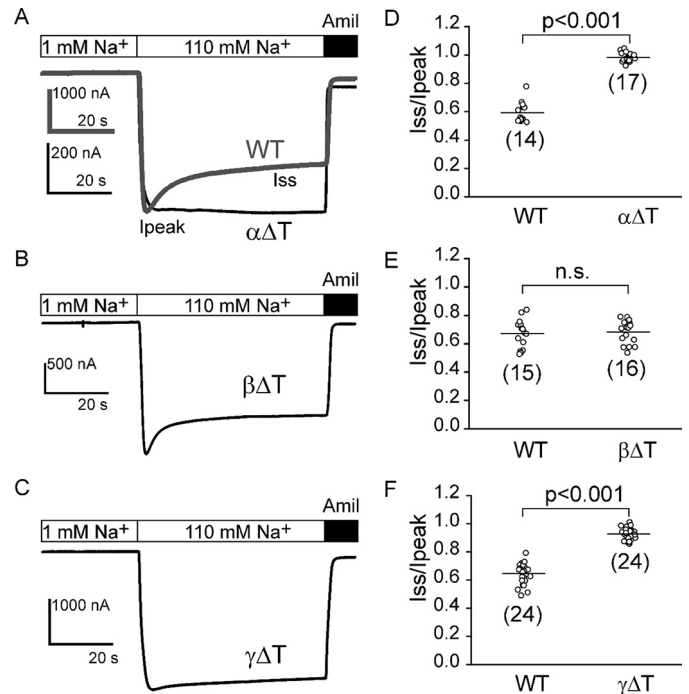 A
Amil
1 mM Na+ 110 mM Na+
1000 nA
20 s
200 nA
20 s
WT
Iss
Ipeak
αΔT
B
Amil
1 mM Na+ 110 mM Na+
500 nA
20 s
βΔT
C
Amil
1 mM Na+ 110 mM Na+
1000 nA
20 s
γΔT
D
p<0.001
Iss/Ipeak
1.2
1.0
0.8
0.6
0.4
0.2
0.0
(14)
(17)
WT αΔT
E
n.s.
Iss/Ipeak
1.2
1.0
0.8
0.6
0.4
0.2
0.0
(15)
(16)
WT βΔT
F
p<0.001
Iss/Ipeak
1.2
1.0
0.8
0.6
0.4
0.2
0.0
(24)
(24)
WT γΔT